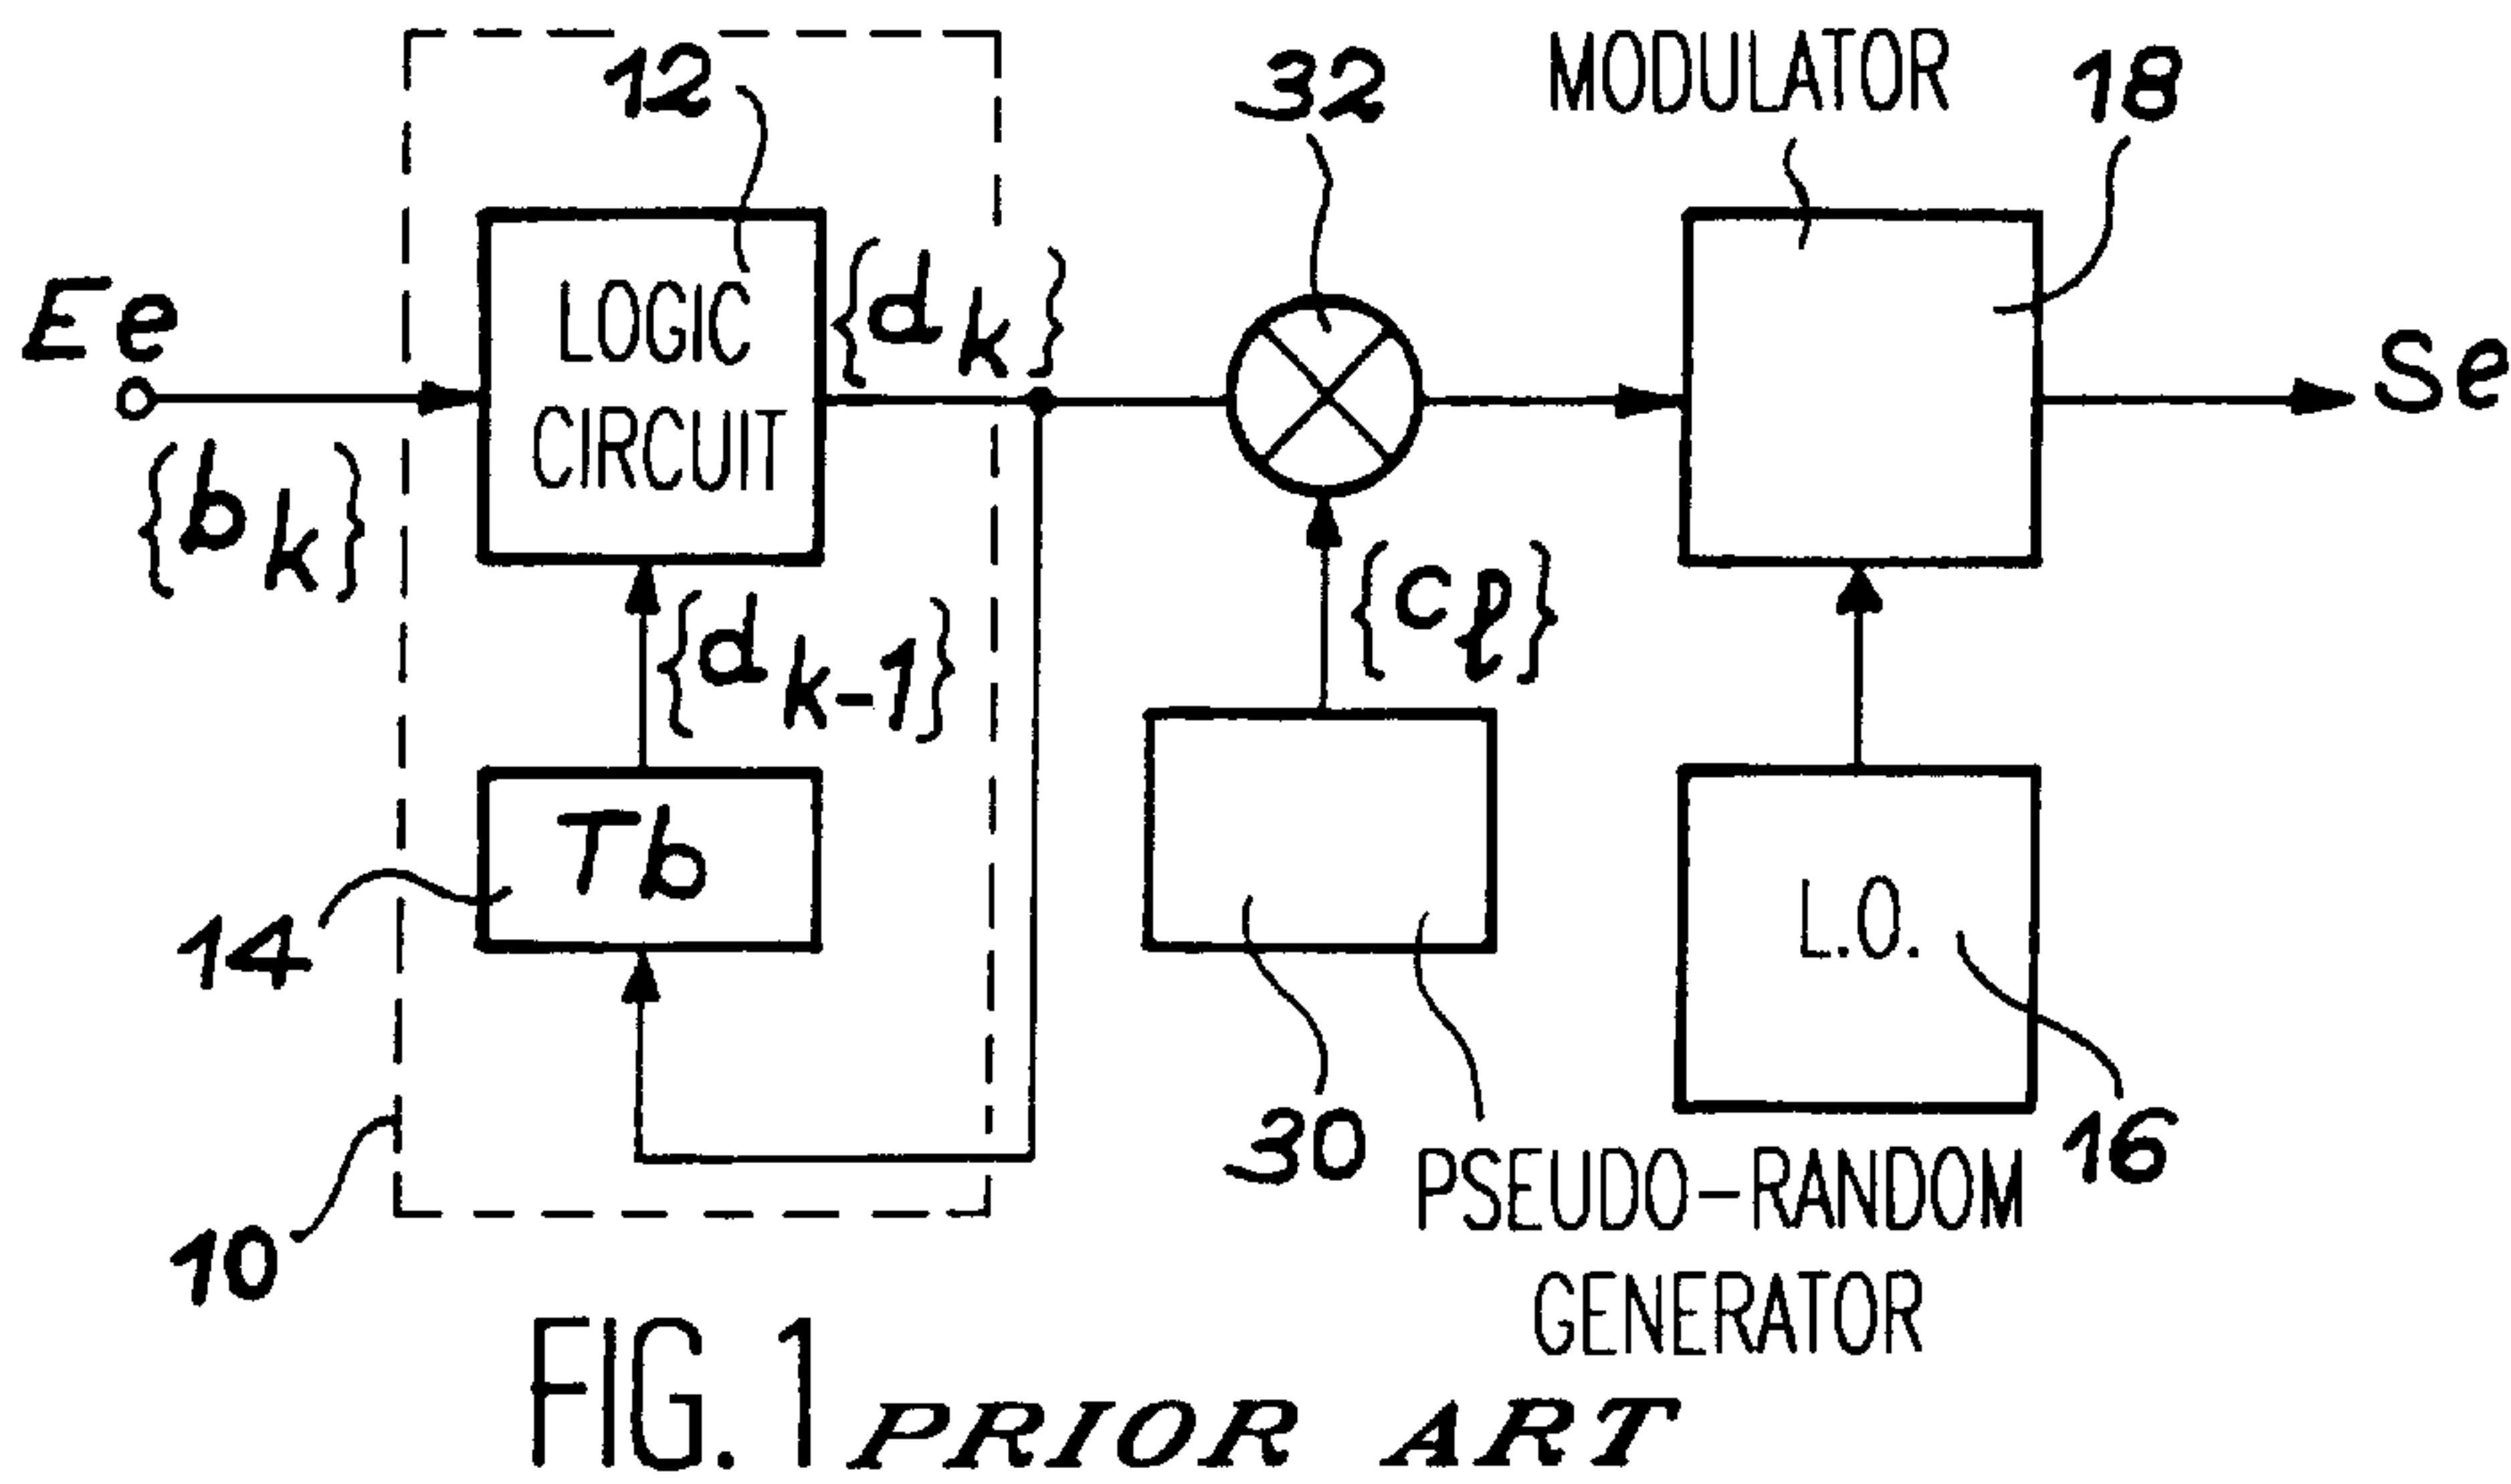 12
32
MODULATOR
18
Ee
LOGIC
CIRCUIT
{dk}
Se
{bk}
{dk-1}
{cℓ}
Tb
14
L.O.
30
PSEUDO-RANDOM
GENERATOR
16
10
FIG. 1 PRIOR ART